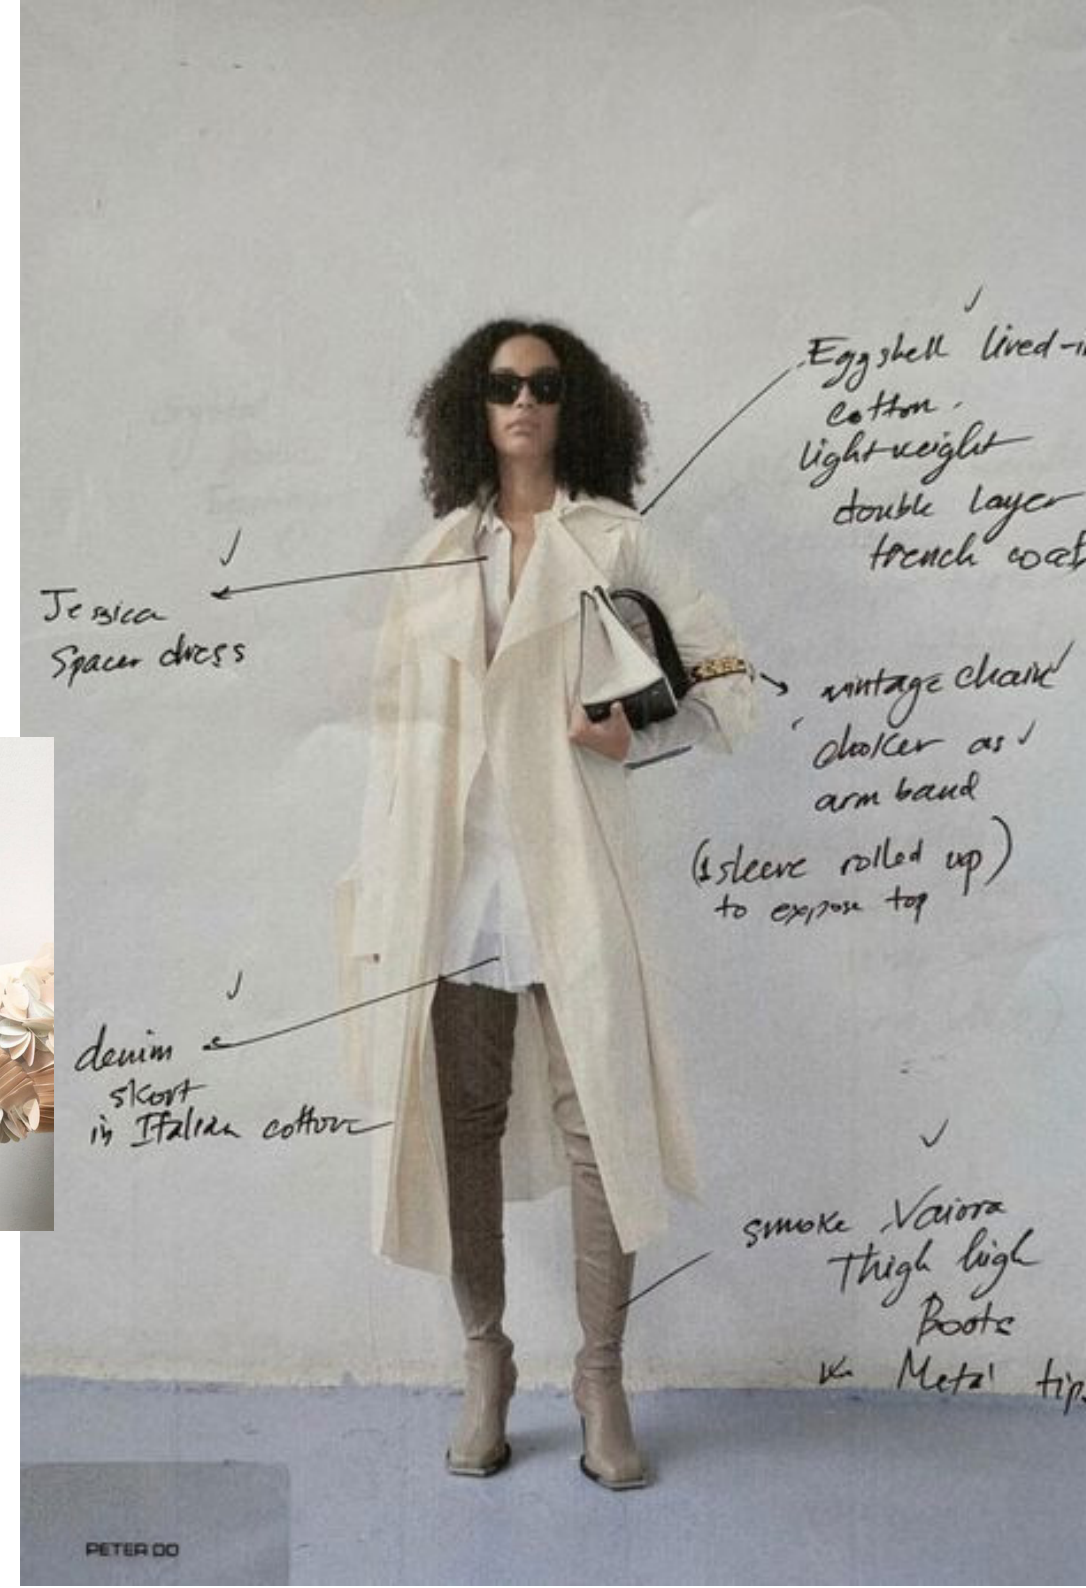 Eggshell lived-in
cotton.
lightweight
double layer
trench coat
Jessica
Spacer dress
vintage chain
choker as
arm band
(1 sleeve rolled up)
to expose top
denim
skort
in Italian cotton
smoke Vaiora
Thigh high
Boots
w Metal tips
PETER DO